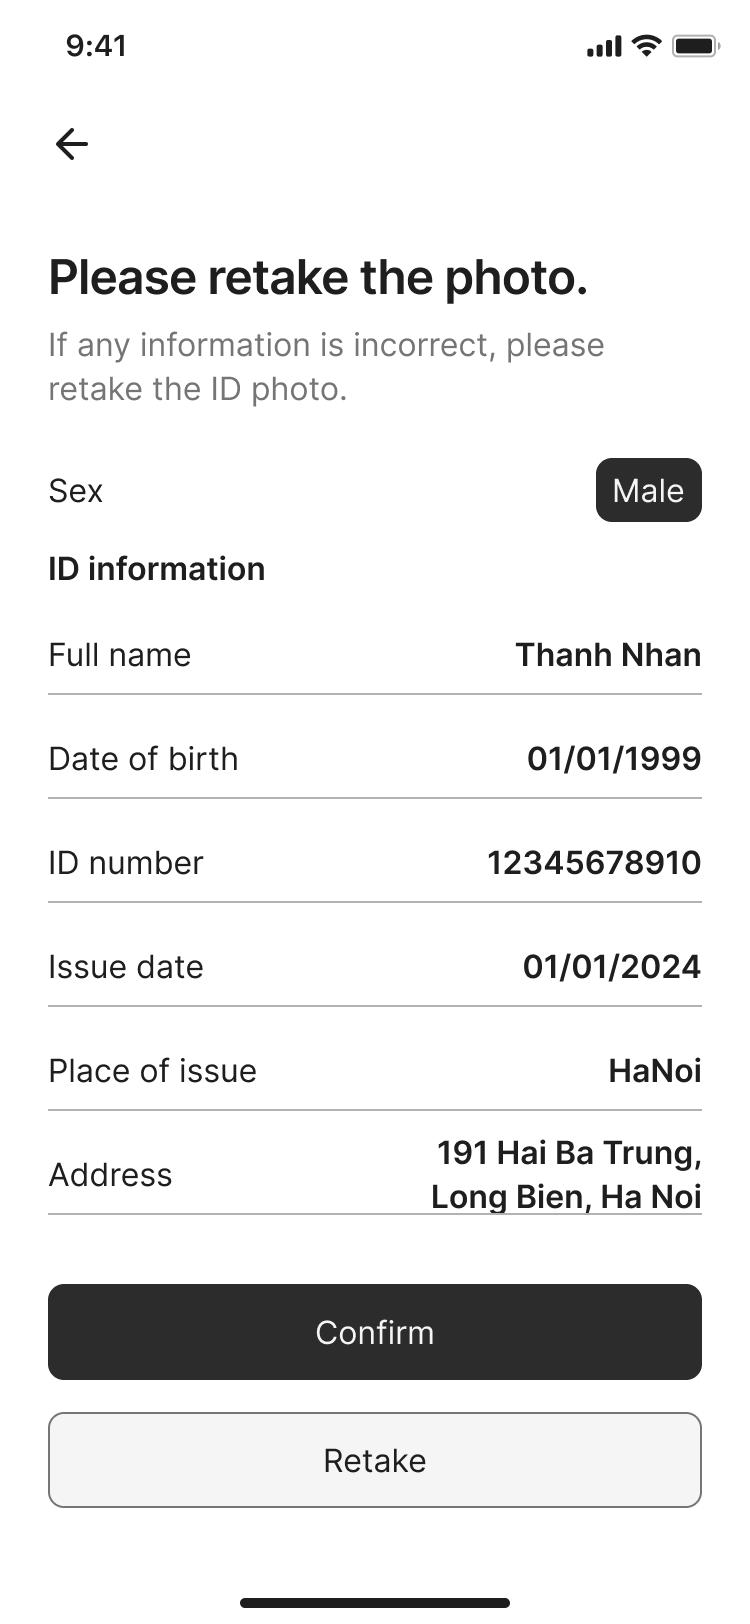 9:41
Please retake the photo.
If any information is incorrect, please
retake the ID photo.
Sex
Male
ID information
Full name
Thanh Nhan
Date of birth
01/01/1999
ID number
12345678910
Issue date
01/01/2024
Place of issue
HaNoi
Address
191 Hai Ba Trung,
Long Bien, Ha Noi
Confirm
Retake